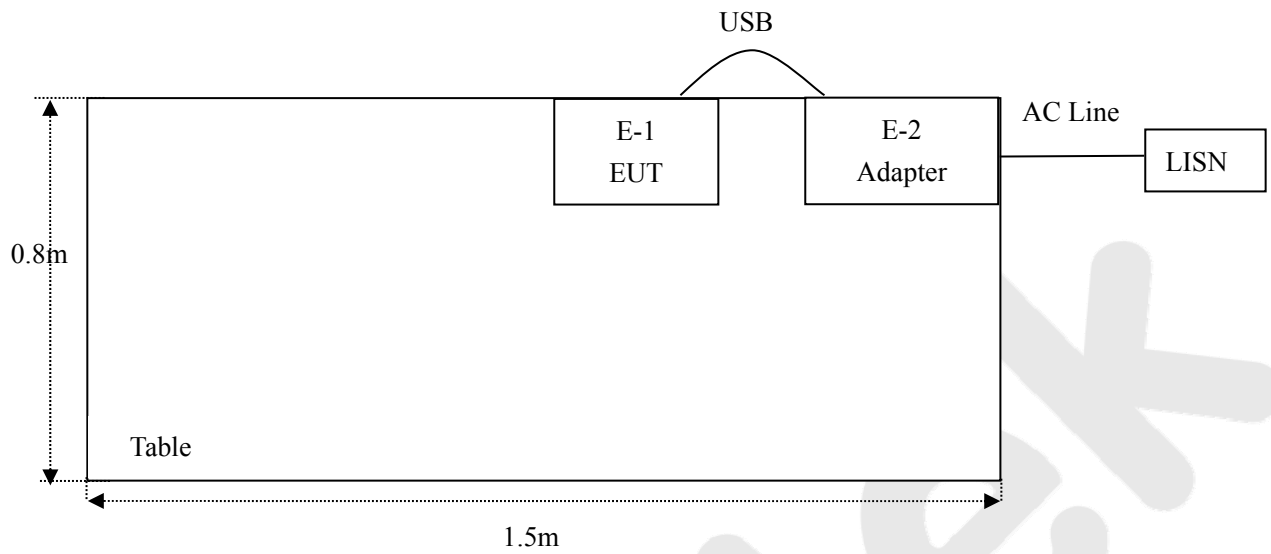 USB
E-1
EUT
E-2
Adapter
AC Line
LISN
0.8m
Table
1.5m